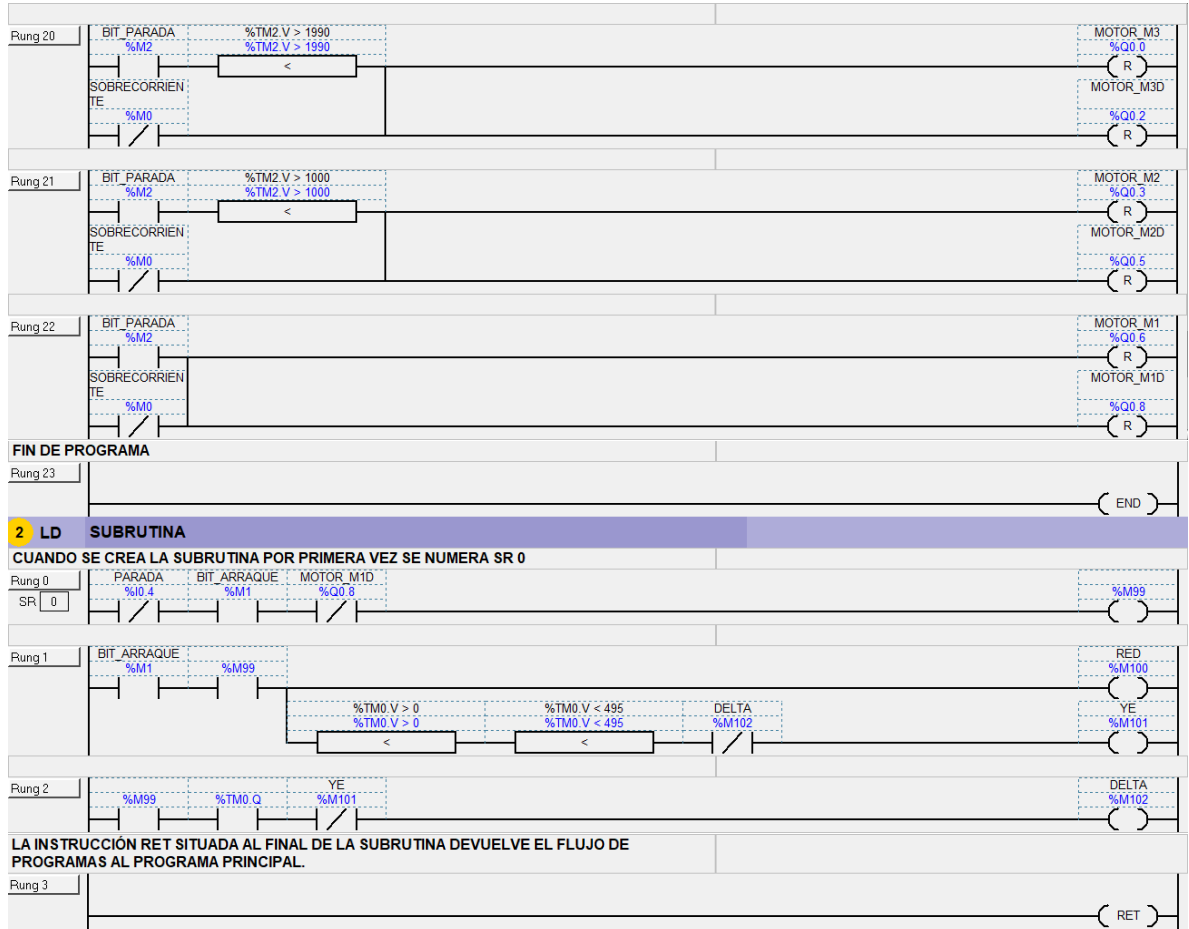 Rung 20
BIT_PARADA %TM2.V > 1990 MOTOR_M3
%M2 %TM2.V > 1990 %Q0.0
< R
SOBRECORRIEN MOTOR_M3D
TE
%M0 %Q0.2
R
Rung 21
BIT_PARADA %TM2.V > 1000 MOTOR_M2
%M2 %TM2.V > 1000 %Q0.3
< R
SOBRECORRIEN MOTOR_M2D
TE
%M0 %Q0.5
R
Rung 22
BIT_PARADA MOTOR_M1
%M2 %Q0.6
R
SOBRECORRIEN MOTOR_M1D
TE
%M0 %Q0.8
R
FIN DE PROGRAMA
Rung 23
END
2 LD SUBRUTINA
CUANDO SE CREA LA SUBRUTINA POR PRIMERA VEZ SE NUMERA SR 0
Rung 0 PARADA BIT_ARRAQUE MOTOR_M1D
%I0.4 %M1 %Q0.8 %M99
SR 0
Rung 1 BIT_ARRAQUE RED
%M1 %M99 %M100
%TM0.V > 0 %TM0.V < 495 DELTA YE
%TM0.V > 0 %TM0.V < 495 %M102 %M101
< <
Rung 2 YE DELTA
%M99 %TM0.Q %M101 %M102
LA INSTRUCCIÓN RET SITUADA AL FINAL DE LA SUBRUTINA DEVUELVE EL FLUJO DE
PROGRAMAS AL PROGRAMA PRINCIPAL.
Rung 3
RET